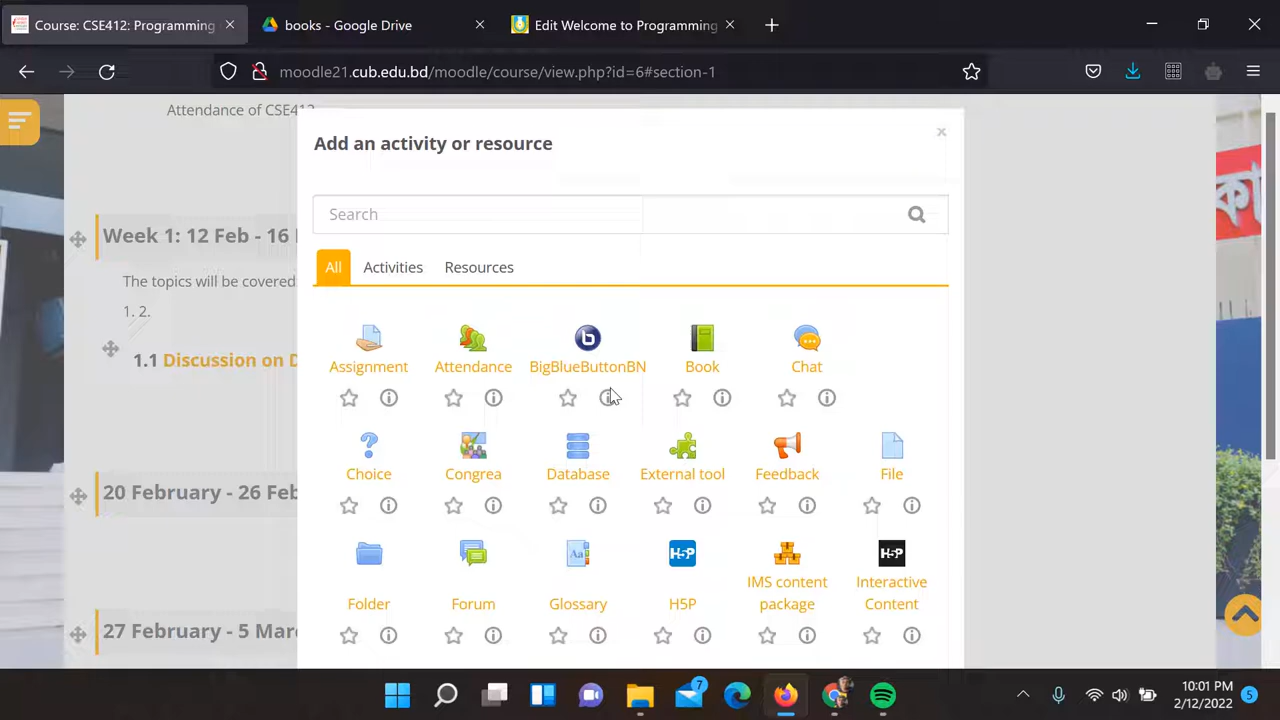 Course: CSE412: Programming
books - Google Drive
Edit Welcome to Programming
moodle21.cub.edu.bd/moodle/course/view.php?id=6#section-1
Attendance of CSE412
Add an activity or resource
Search
Week 1: 12 Feb - 16
All Activities Resources
The topics will be covered
1. 2.
1.1 Discussion on D
Assignment Attendance BigBlueButtonBN Book Chat
Choice Congrea Database External tool Feedback File
20 February - 26 Feb
H5P H5P
IMS content package
Interactive Content
Folder Forum Glossary H5P
27 February - 5 Mar
7
10:01 PM
2/12/2022
5